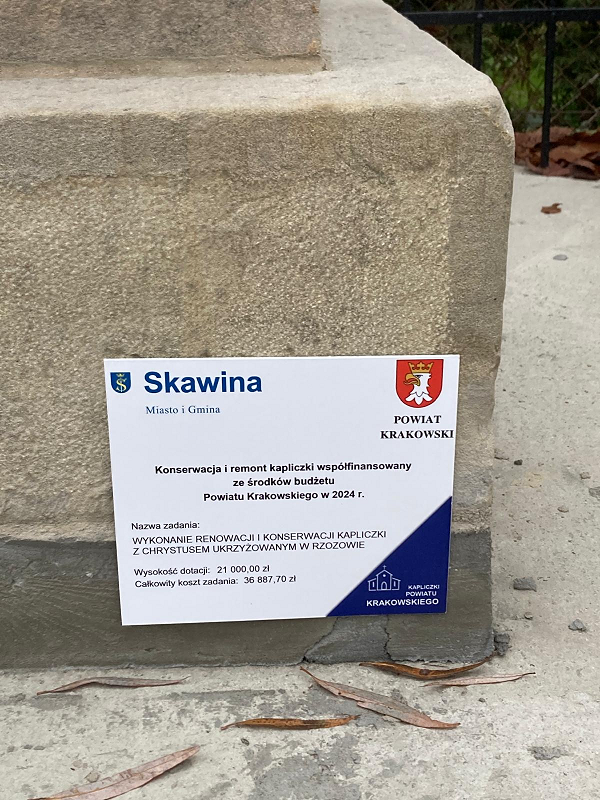 Skawina
Miasto i Gmina
POWIAT
KRAKOWSKI
Konserwacja i remont kapliczki współfinansowany
ze środków budżetu
Powiatu Krakowskiego w 2024 r.
Nazwa zadania:
WYKONANIE RENOWACJI I KONSERWACJI KAPLICZKI
Z CHRYSTUSEM UKRZYŻOWANYM W RZOZOWIE
Wysokość dotacji: 21 000,00 zł
Całkowity koszt zadania: 36 887,70 zł
KAPLICZKI
POWIATU
KRAKOWSKIEGO